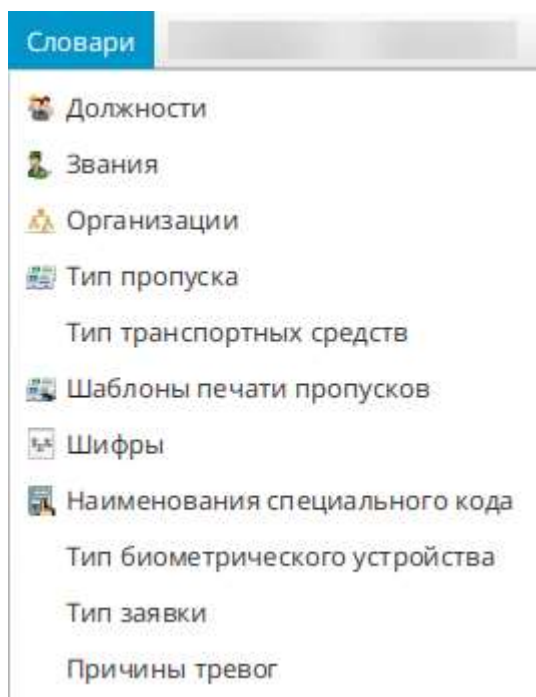 Словари
Должности
Звания
Организации
Тип пропуска
Тип транспортных средств
Шаблоны печати пропусков
Шифры
Наименования специального кода
Тип биометрического устройства
Тип заявки
Причины тревог